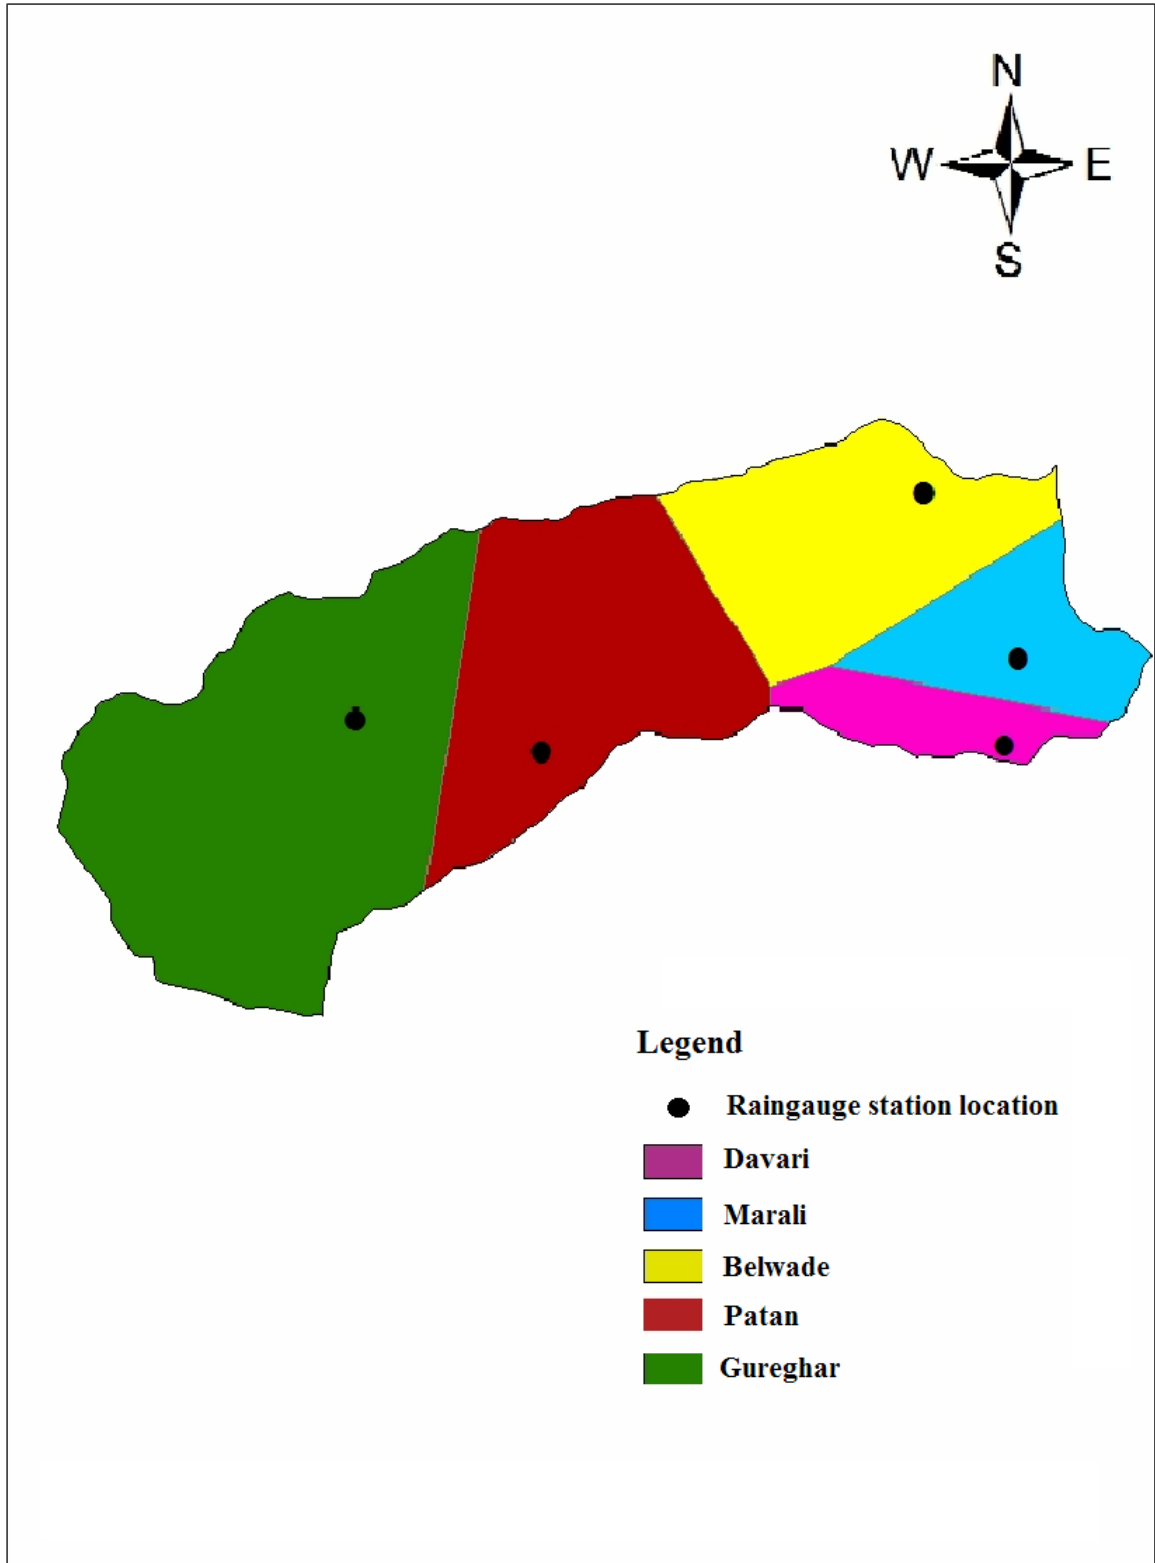 N
W E
S
Legend
Raingauge station location
Davari
Marali
Belwade
Patan
Gureghar